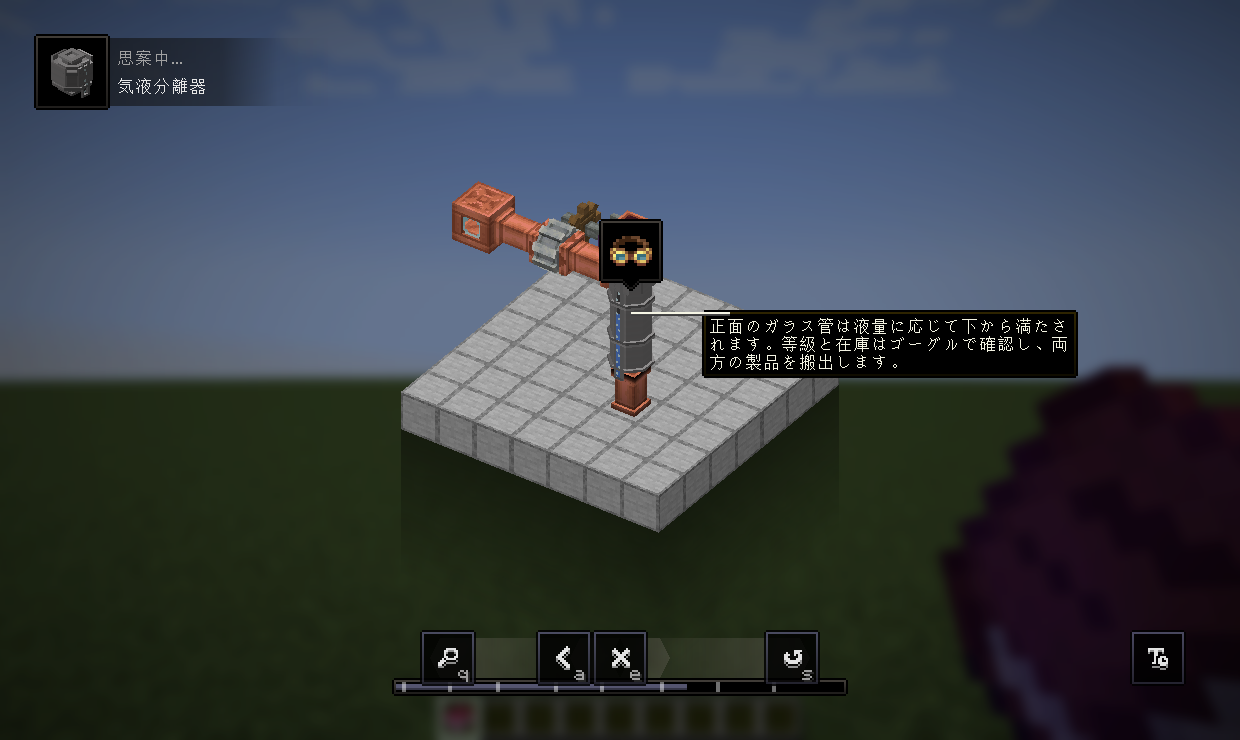 思案中...
気液分離器
正面のガラス管は液量に応じて下から満たさ
れます。等級と在庫はゴーグルで確認し、両
方の製品を搬出します。
q
a
e
s